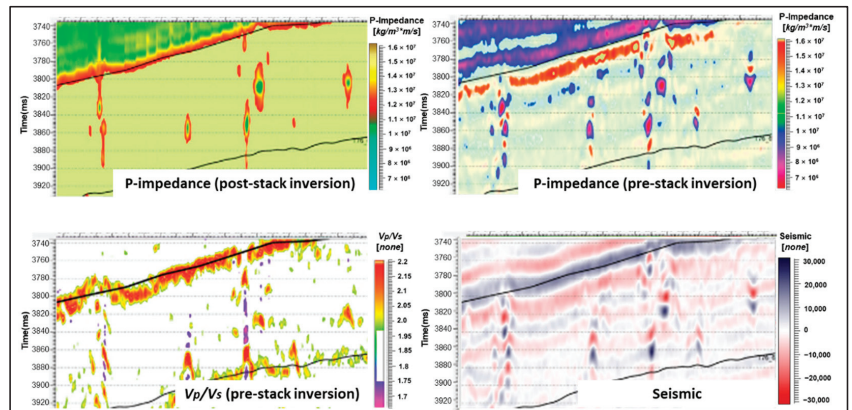 P-Impedance
[kg/m³*m/s]
3740
3760
3780
3800
3820
3840
3860
3880
3900
3920
Time(ms)
1.6 × 10⁷
1.5 × 10⁷
1.4 × 10⁷
1.3 × 10⁷
1.2 × 10⁷
1.1 × 10⁷
1 × 10⁷
9 × 10⁶
8 × 10⁶
7 × 10⁶
P-impedance (post-stack inversion)
P-Impedance
[kg/m³*m/s]
3740
3760
3780
3800
3820
3840
3860
3880
3900
3920
Time(ms)
1.6 × 10⁷
1.5 × 10⁷
1.4 × 10⁷
1.3 × 10⁷
1.2 × 10⁷
1.1 × 10⁷
1 × 10⁷
9 × 10⁶
8 × 10⁶
7 × 10⁶
P-impedance (pre-stack inversion)
Vp/Vs
[none]
3740
3760
3780
3800
3820
3840
3860
3880
3900
3920
Time(ms)
2.2
2.1
2.05
2
1.95
1.9
1.85
1.8
1.75
1.7
Vp/Vs (pre-stack inversion)
Seismic
[none]
3740
3760
3780
3800
3820
3840
3860
3880
3900
3920
Time(ms)
30,000
20,000
10,000
0
−10,000
−20,000
−30,000
Seismic